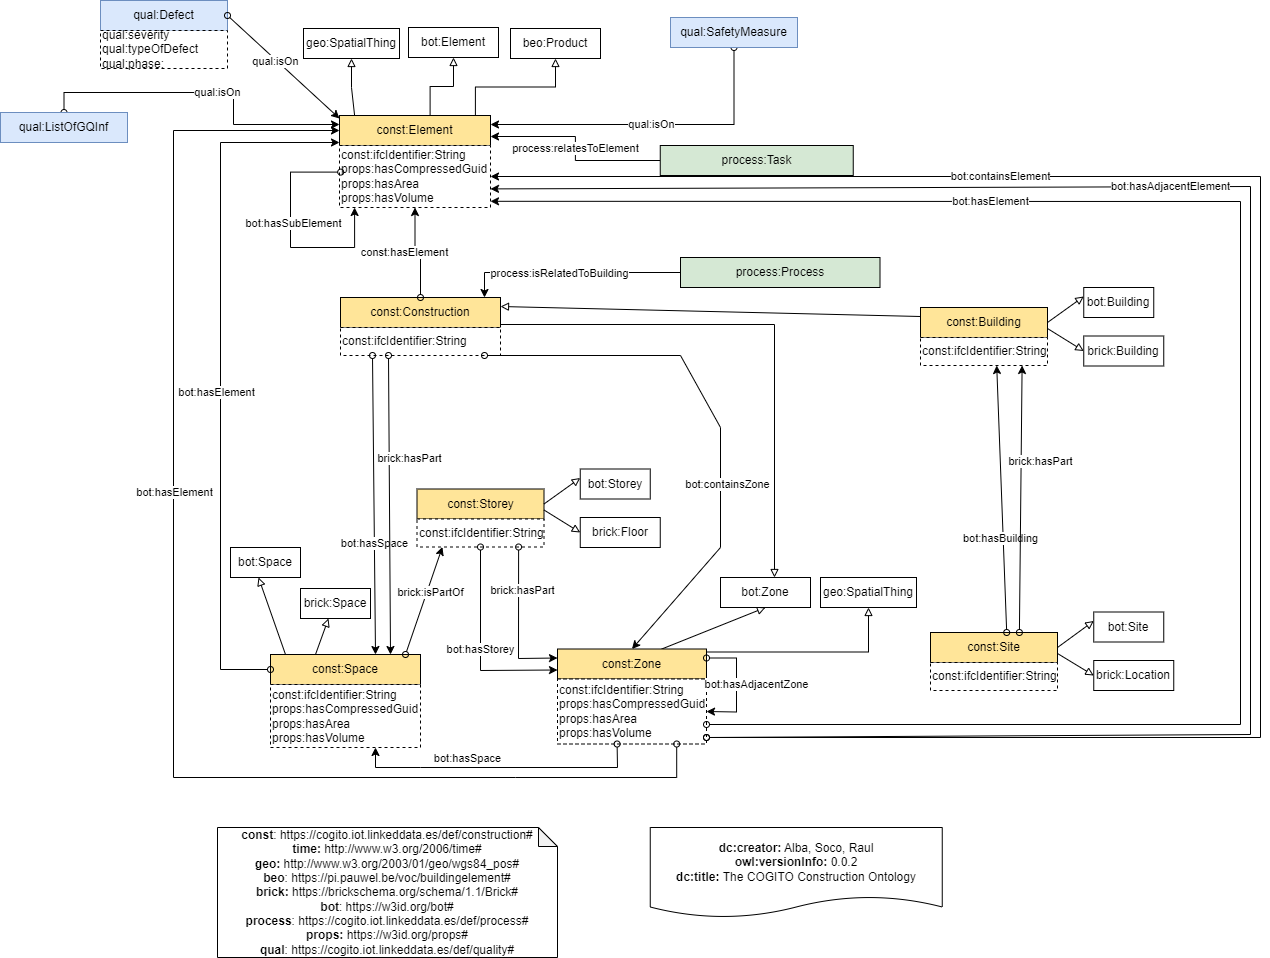 qual:Defect
qual:severity
qual:typeOfDefect
qual:phase:
qual:isOn
geo:SpatialThing
bot:Element
beo:Product
qual:SafetyMeasure
qual:isOn
qual:ListOfGQInf
const:Element
const:ifcIdentifier:String
props:hasCompressedGuid
props:hasArea
props:hasVolume
qual:isOn
process:relatesToElement
process:Task
bot:containsElement
bot:hasAdjacentElement
bot:hasElement
bot:hasSubElement
const:hasElement
process:isRelatedToBuilding
process:Process
const:Construction
const:ifcIdentifier:String
const:Building
const:ifcIdentifier:String
bot:Building
brick:Building
bot:hasElement
brick:hasPart
brick:hasPart
bot:hasElement
bot:containsZone
const:Storey
const:ifcIdentifier:String
bot:Storey
brick:Floor
bot:hasSpace
bot:hasBuilding
bot:Space
brick:Space
brick:isPartOf
brick:hasPart
bot:Zone
geo:SpatialThing
bot:hasStorey
const:Space
const:ifcIdentifier:String
props:hasCompressedGuid
props:hasArea
props:hasVolume
const:Zone
const:ifcIdentifier:String
props:hasCompressedGuid
props:hasArea
props:hasVolume
bot:hasAdjacentZone
const:Site
const:ifcIdentifier:String
bot:Site
brick:Location
bot:hasSpace
const: https://cogito.iot.linkeddata.es/def/construction#
time: http://www.w3.org/2006/time#
geo: http://www.w3.org/2003/01/geo/wgs84_pos#
beo: https://pi.pauwel.be/voc/buildingelement#
brick: https://brickschema.org/schema/1.1/Brick#
bot: https://w3id.org/bot#
process: https://cogito.iot.linkeddata.es/def/process#
props: https://w3id.org/props#
qual: https://cogito.iot.linkeddata.es/def/quality#
dc:creator: Alba, Soco, Raul
owl:versionInfo: 0.0.2
dc:title: The COGITO Construction Ontology